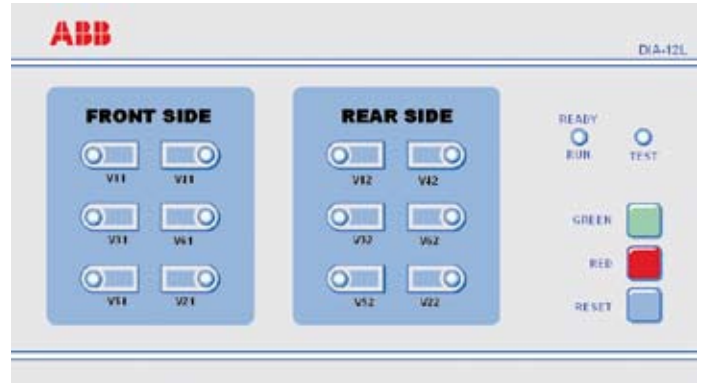 ABB
DIA-12L
FRONT SIDE
REAR SIDE
READY
RUN
TEST
V11 V41
V12 V42
V31 V61
V32 V62
GREEN
RED
V51 V21
V52 V22
RESET